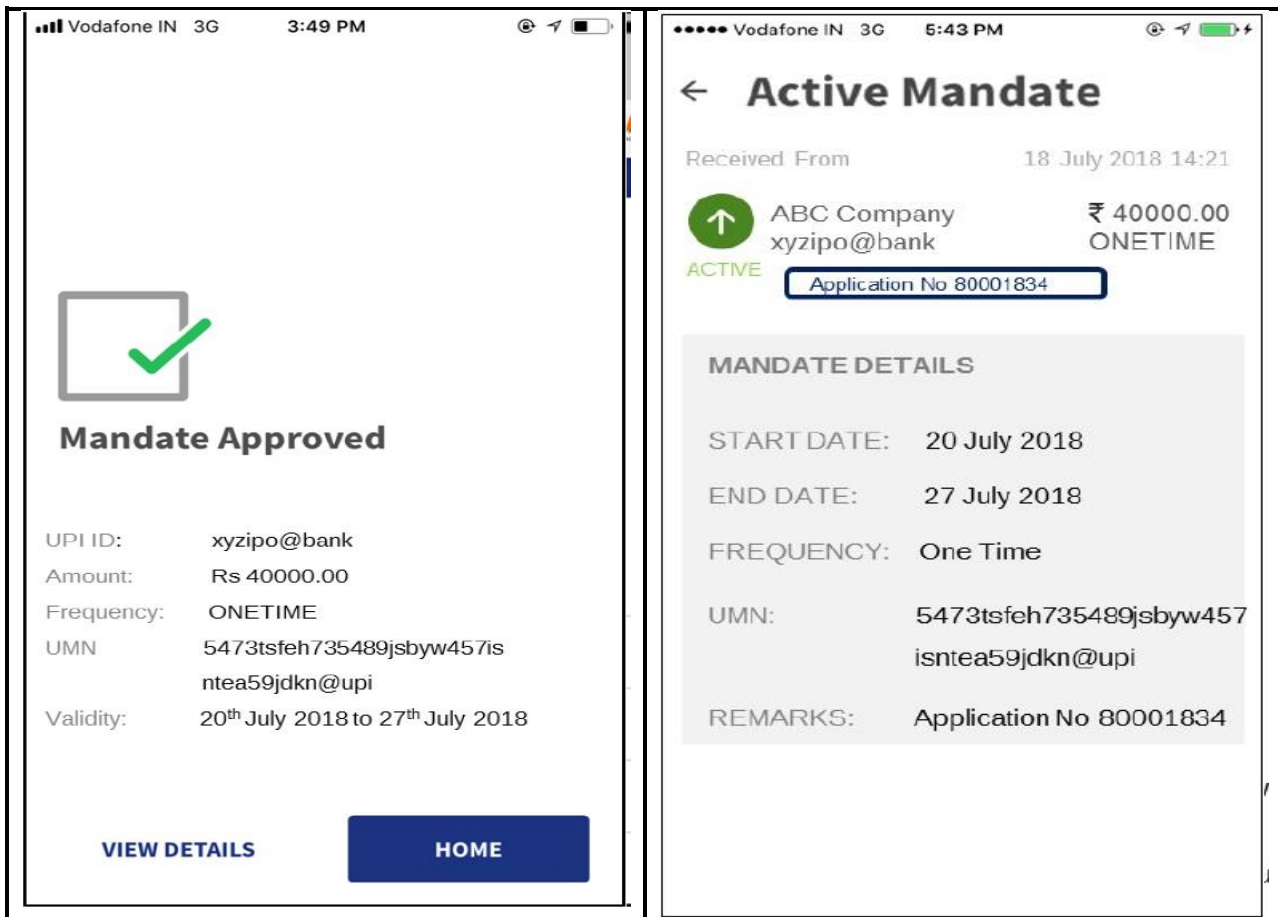 Vodafone IN 3G 3:49 PM
Mandate Approved
UPI ID: xyzipo@bank
Amount: Rs 40000.00
Frequency: ONETIME
UMN 5473tsfeh735489jsbyw457is
ntea59jdkn@upi
Validity: 20th July 2018 to 27th July 2018
VIEW DETAILS HOME
Vodafone IN 3G 5:43 PM
← Active Mandate
Received From 18 July 2018 14:21
ABC Company ₹ 40000.00
xyzipo@bank ONETIME
ACTIVE
Application No 80001834
MANDATE DETAILS
START DATE: 20 July 2018
END DATE: 27 July 2018
FREQUENCY: One Time
UMN: 5473tsfeh735489jsbyw457
isntea59jdkn@upi
REMARKS: Application No 80001834